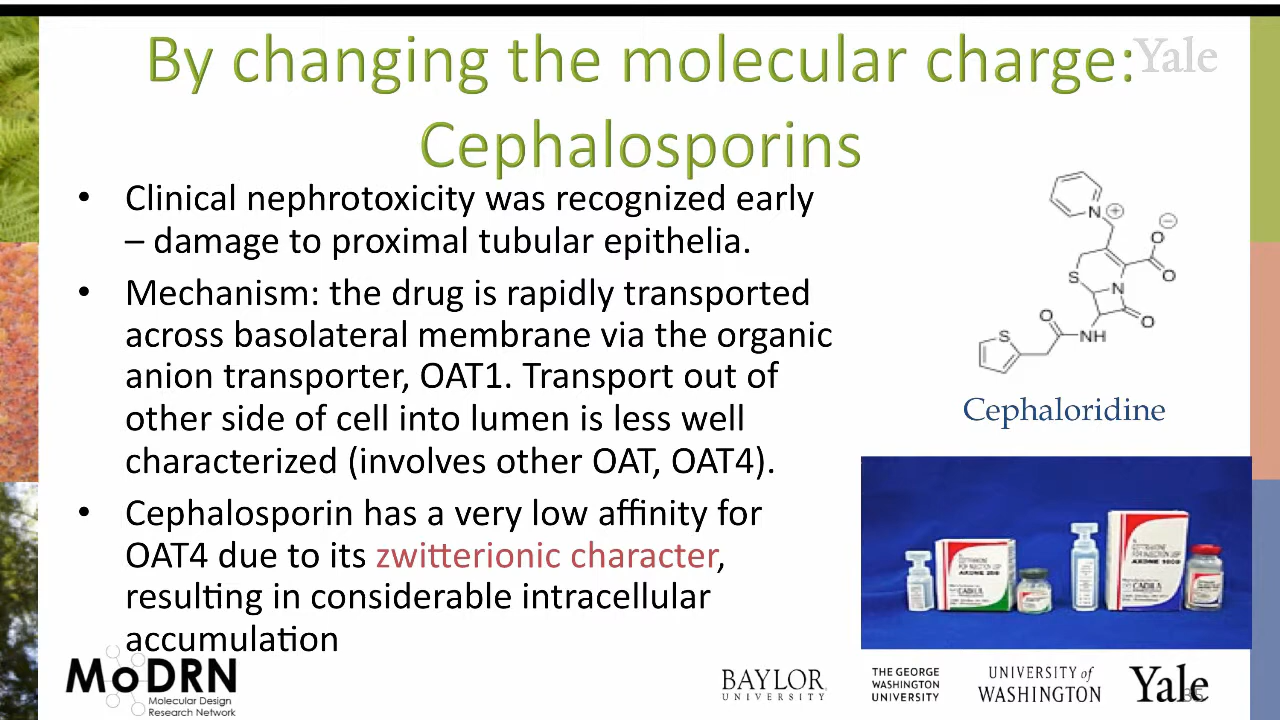 By changing the molecular charge:
Yale
Cephalosporins
• Clinical nephrotoxicity was recognized early
– damage to proximal tubular epithelia.
• Mechanism: the drug is rapidly transported
across basolateral membrane via the organic
anion transporter, OAT1. Transport out of
other side of cell into lumen is less well
characterized (involves other OAT, OAT4).
• Cephalosporin has a very low affinity for
OAT4 due to its zwitterionic character,
resulting in considerable intracellular
accumulation
N
+
−
O
O
S
N
O
O
NH
S
Cephaloridine
CADILA
CADILA
MoDRN
Molecular Design
Research Network
BAYLOR
UNIVERSITY
THE GEORGE
WASHINGTON
UNIVERSITY
UNIVERSITY of
WASHINGTON
Yale